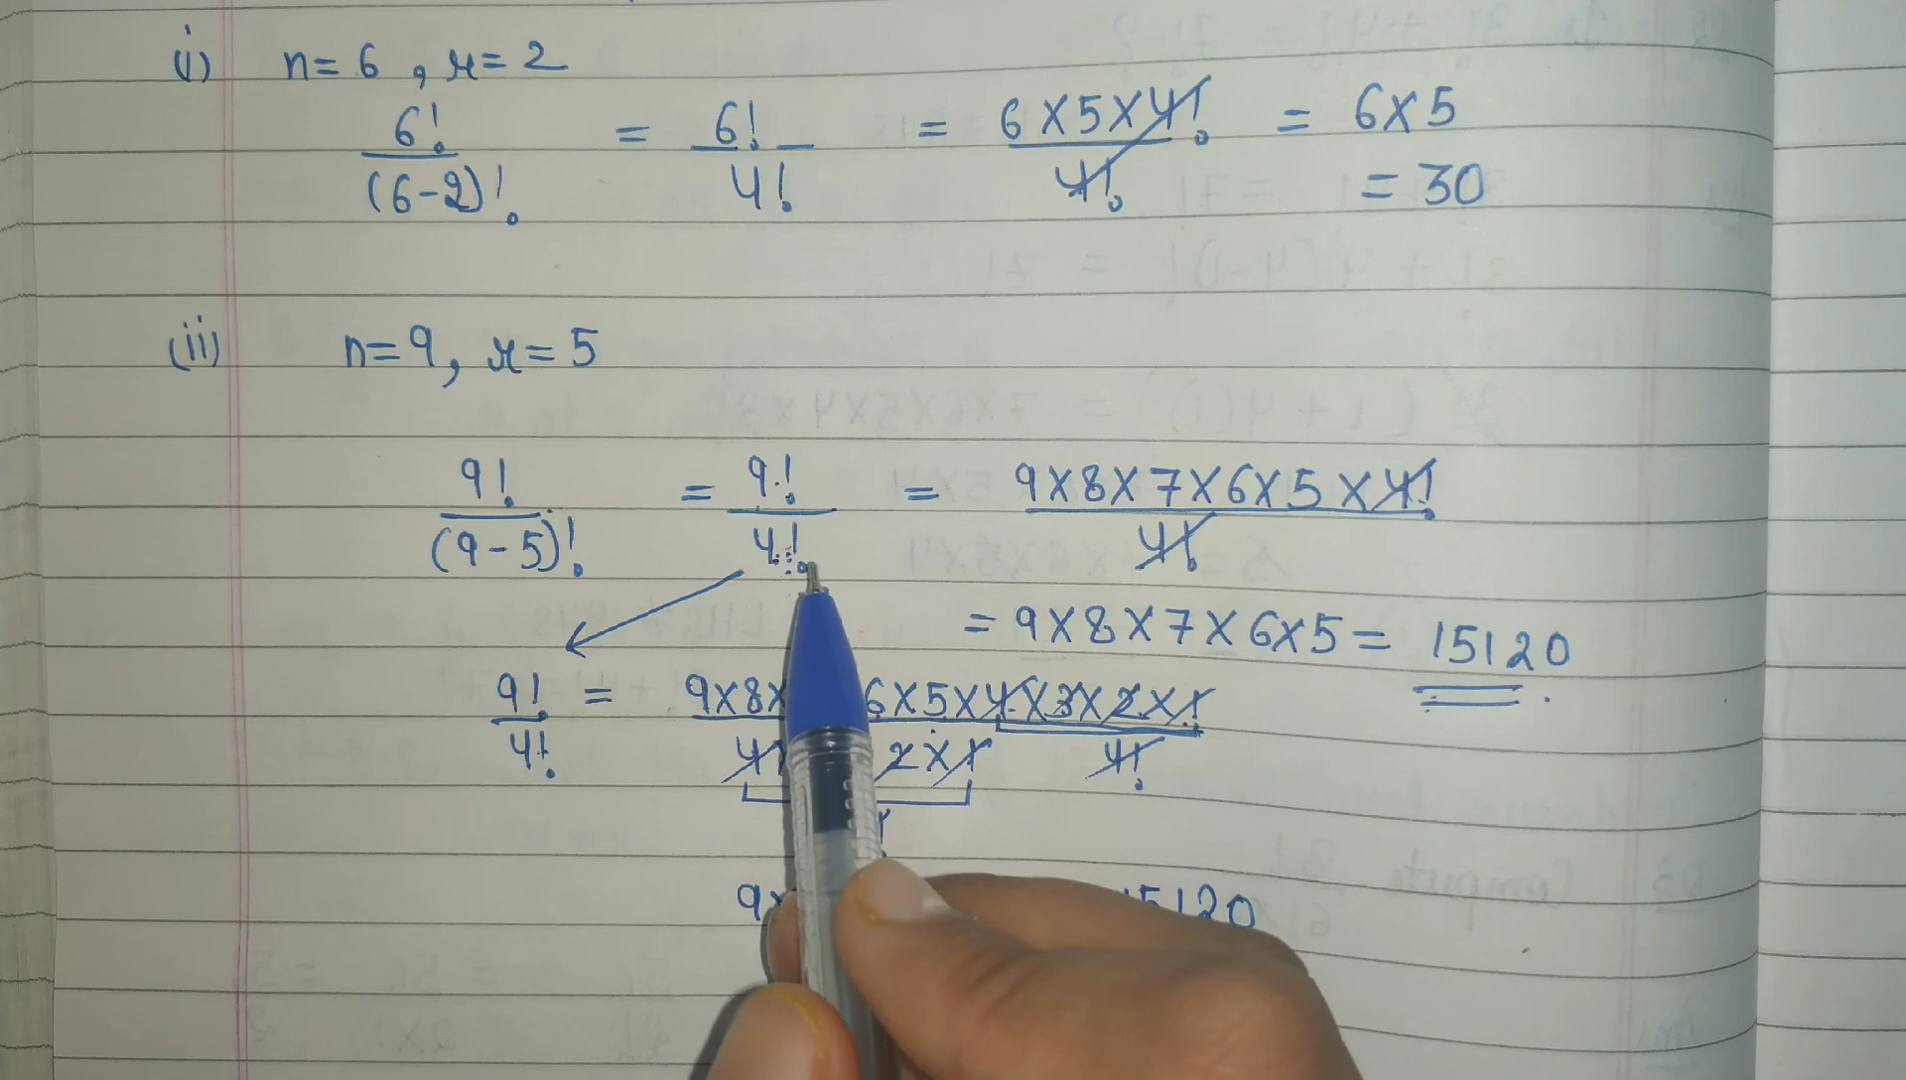 (i) n=6, r=2
6!/(6-2)! = 6!/4! = 6×5×4!/4! = 6×5
= 30
(ii) n=9, r=5
9!/(9-5)! = 9!/4! = 9×8×7×6×5×4!/4!
= 9×8×7×6×5 = 15120
9!/4! = 9×8× 6×5×4×3×2×1
4× 2×1 4!
9× 5120